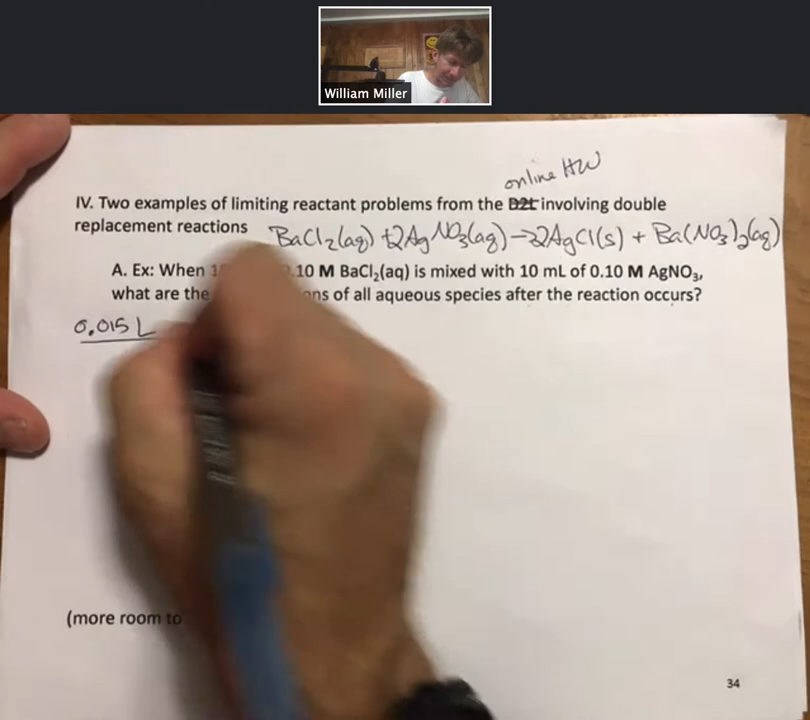 William Miller
online HW
IV. Two examples of limiting reactant problems from the D2L involving double
replacement reactions BaCl₂(aq) + 2AgNO₃(aq) → 2AgCl(s) + Ba(NO₃)₂(aq)
A. Ex: When .10 M BaCl₂(aq) is mixed with 10 mL of 0.10 M AgNO₃,
what are the of all aqueous species after the reaction occurs?
0.015 L
(more room to
34